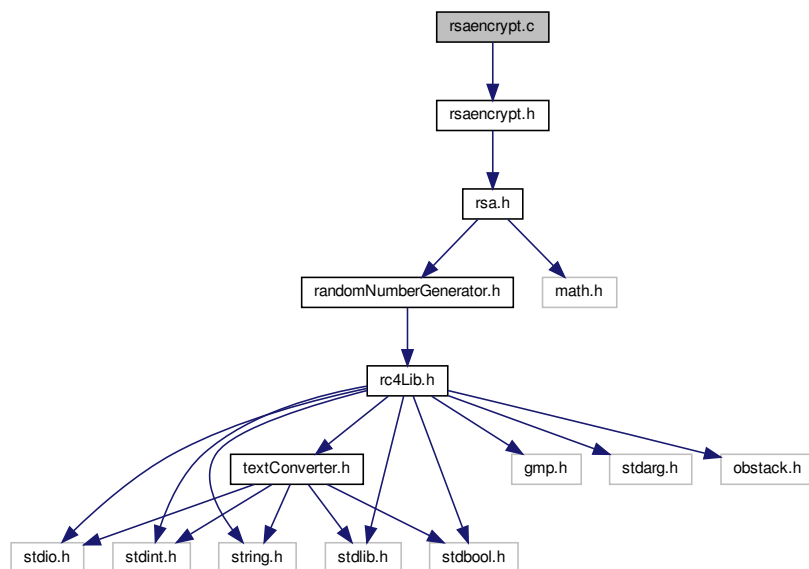 rsaencrypt.c
rsaencrypt.h
rsa.h
randomNumberGenerator.h
math.h
rc4Lib.h
textConverter.h
gmp.h
stdarg.h
obstack.h
stdio.h
stdint.h
string.h
stdlib.h
stdbool.h